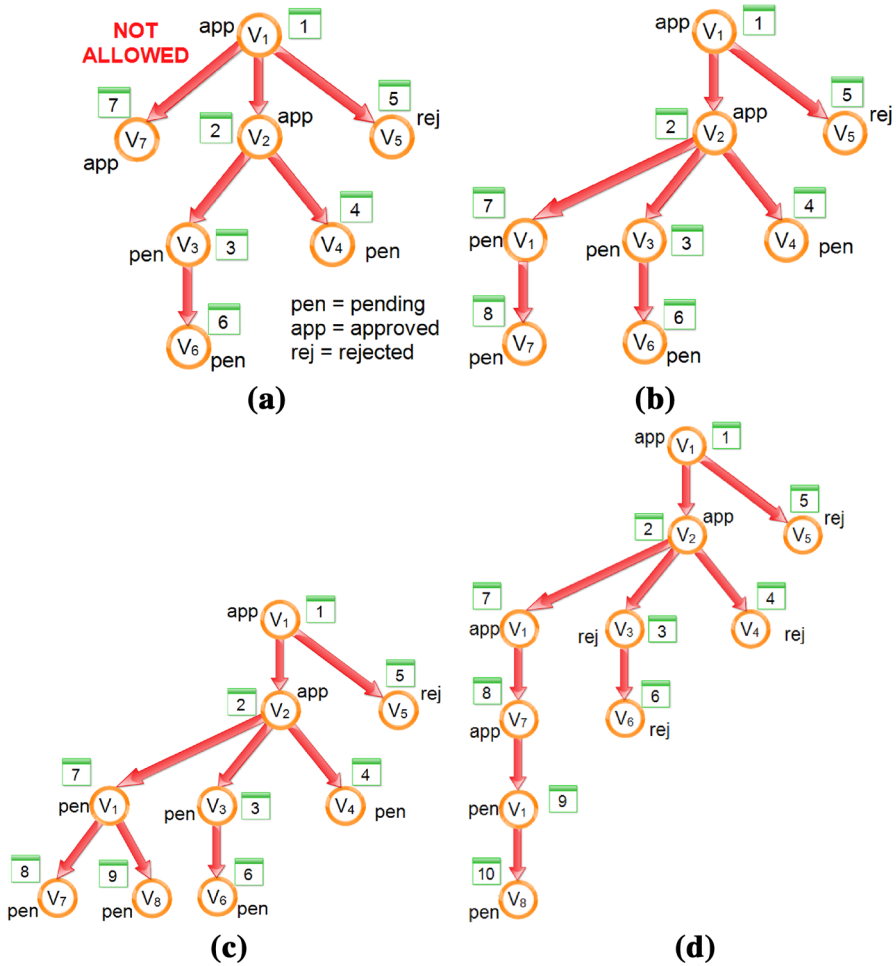 app V1 1
NOT
ALLOWED
7
V7
app
2
V2
app
5
V5
rej
pen V3 3
4
V4 pen
6
V6 pen
pen = pending
app = approved
rej = rejected
(a)
app V1 1
2
V2
app
5
V5
rej
7
pen V1
pen V3 3
4
V4 pen
8
pen V7
6
V6 pen
(b)
app V1 1
2
V2
app
5
V5
rej
7
pen V1
pen V3 3
4
V4 pen
8
pen V7
9
pen V8
6
V6 pen
(c)
app V1 1
2
V2
app
5
V5
rej
7
app V1
rej V3 3
4
V4 rej
8
app V7
6
V6 rej
pen V1 9
10
pen V8
(d)